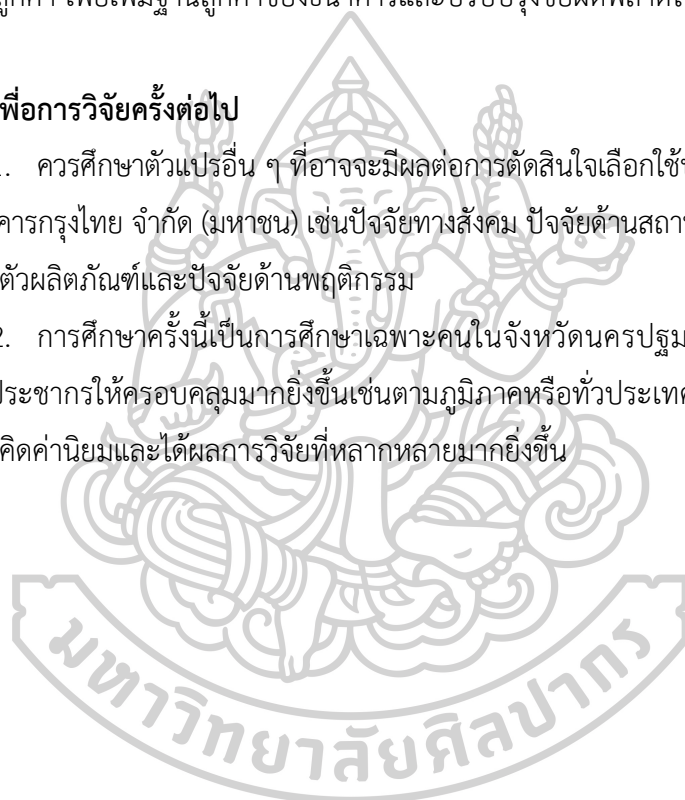 พื่อการวิจัยครั้งต่อไป
ควรศึกษาตัวแปรอื่น ๆ ที่อาจจะมีผลต่อการตัดสินใจเลือกใช้
คารกรุงไทย จำกัด (มหาชน) เช่นปัจจัยทางสังคม ปัจจัยด้านสถา
ตัวผลิตภัณฑ์และปัจจัยด้านพฤติกรรม
2. การศึกษาครั้งนี้เป็นการศึกษาเฉพาะคนในจังหวัดนครปฐม
ประชากรให้ครอบคลุมมากยิ่งขึ้นเช่นตามภูมิภาคหรือทั่วประเท
คิดค่านิยมและได้ผลการวิจัยที่หลากหลายมากยิ่งขึ้น
มหาวิทยาลัยศิลปากร